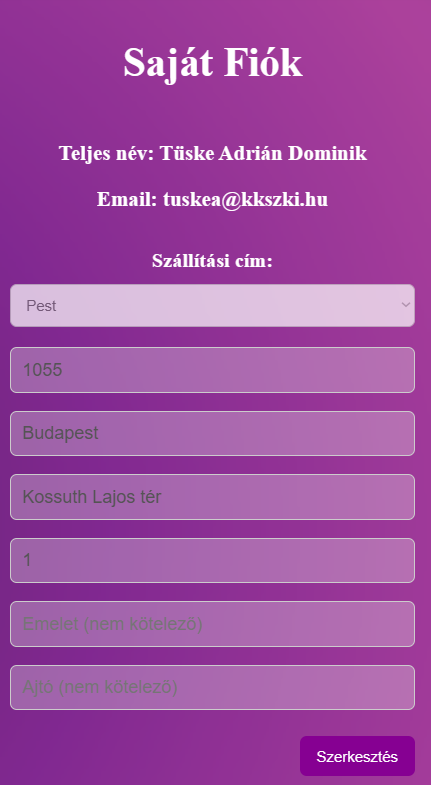 Saját Fiók
Teljes név: Tüske Adrián Dominik
Email: tuskea@kkszki.hu
Szállítási cím:
Pest
1055
Budapest
Kossuth Lajos tér
1
Emelet (nem kötelező)
Ajtó (nem kötelező)
Szerkesztés